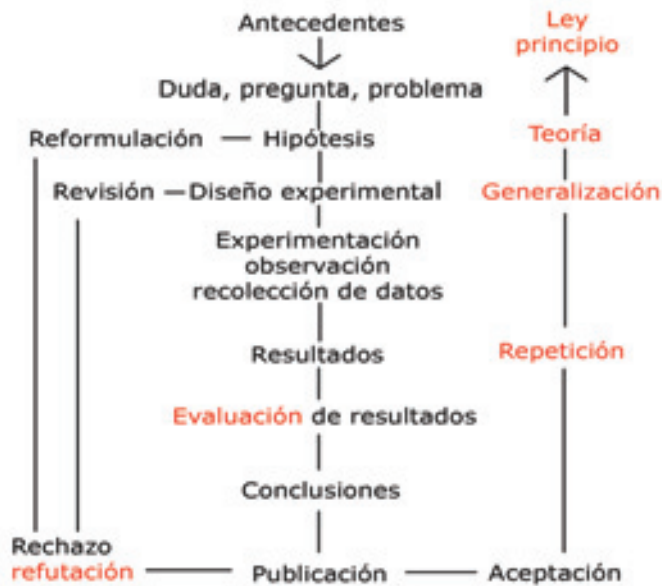 Antecedentes
Ley
principio
Duda, pregunta, problema
Teoría
Reformulación
Hipótesis
Revisión
Diseño experimental
Generalización
Experimentación
observación
recolección de datos
Resultados
Repetición
Evaluación de resultados
Conclusiones
Rechazo
refutación
Publicación
Aceptación